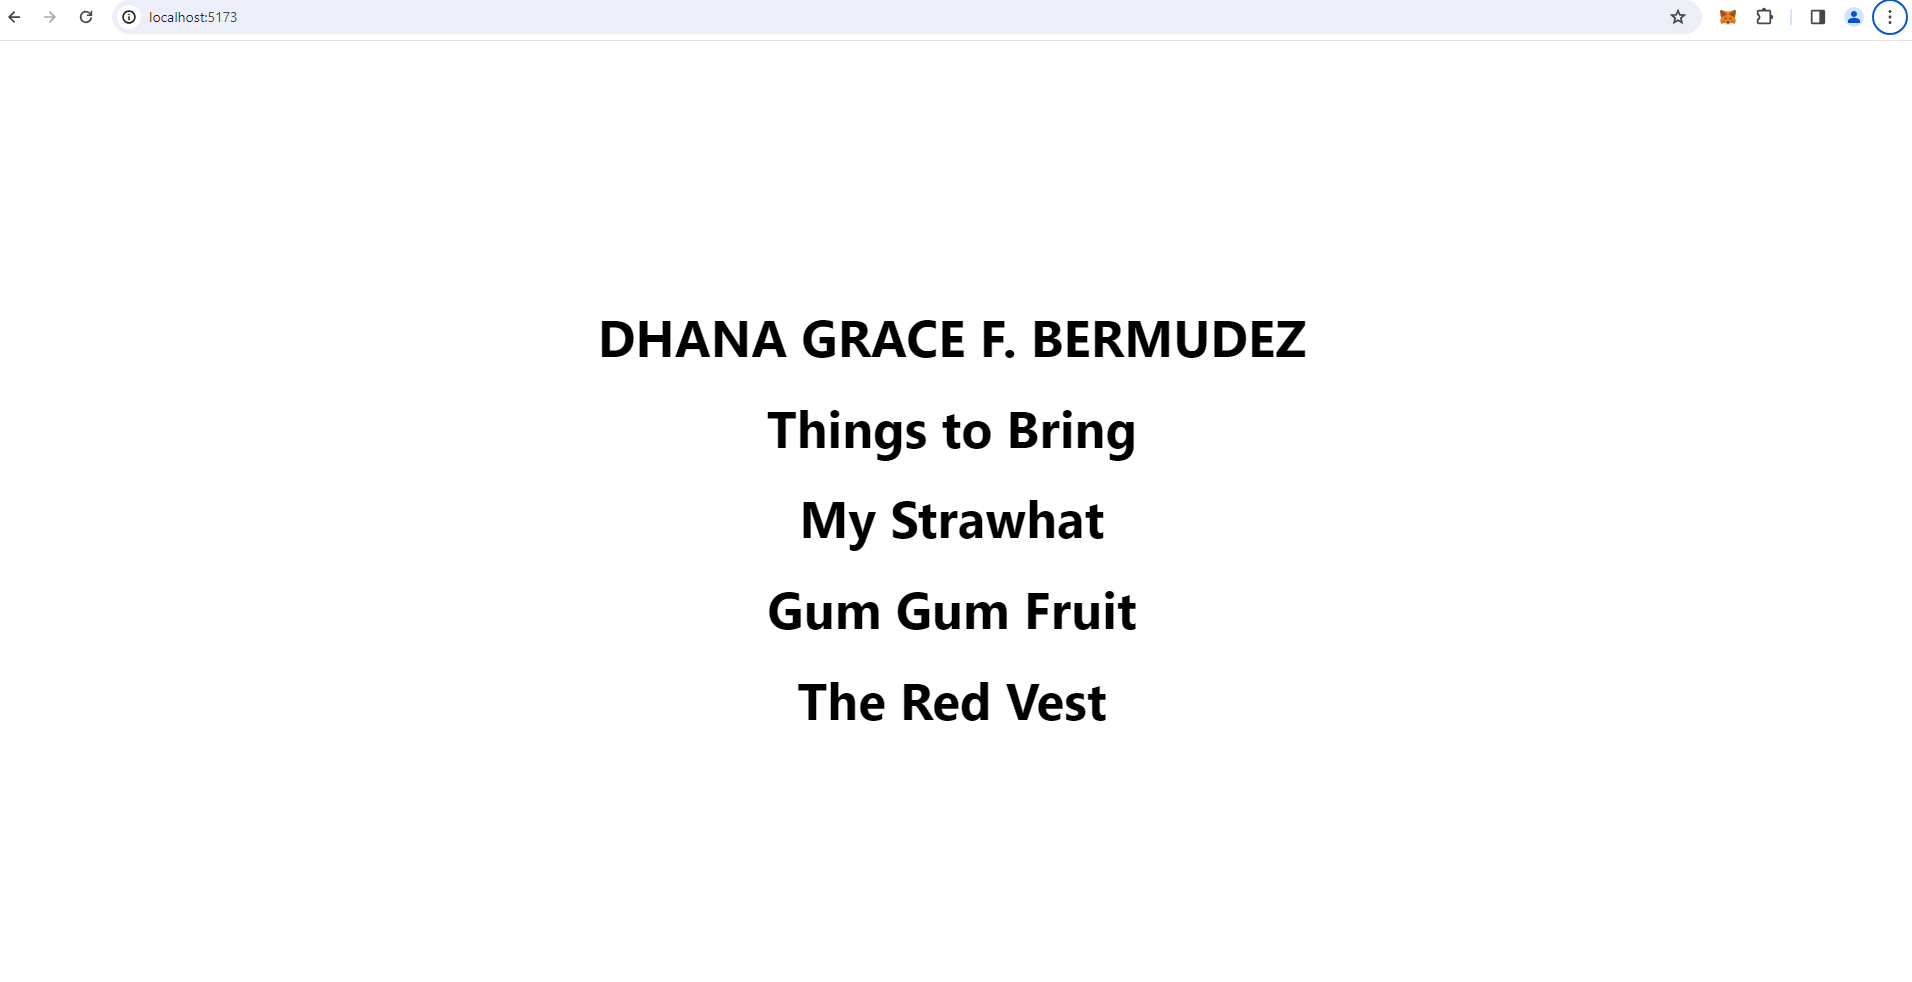 localhost:5173
DHANA GRACE F. BERMUDEZ
Things to Bring
My Strawhat
Gum Gum Fruit
The Red Vest